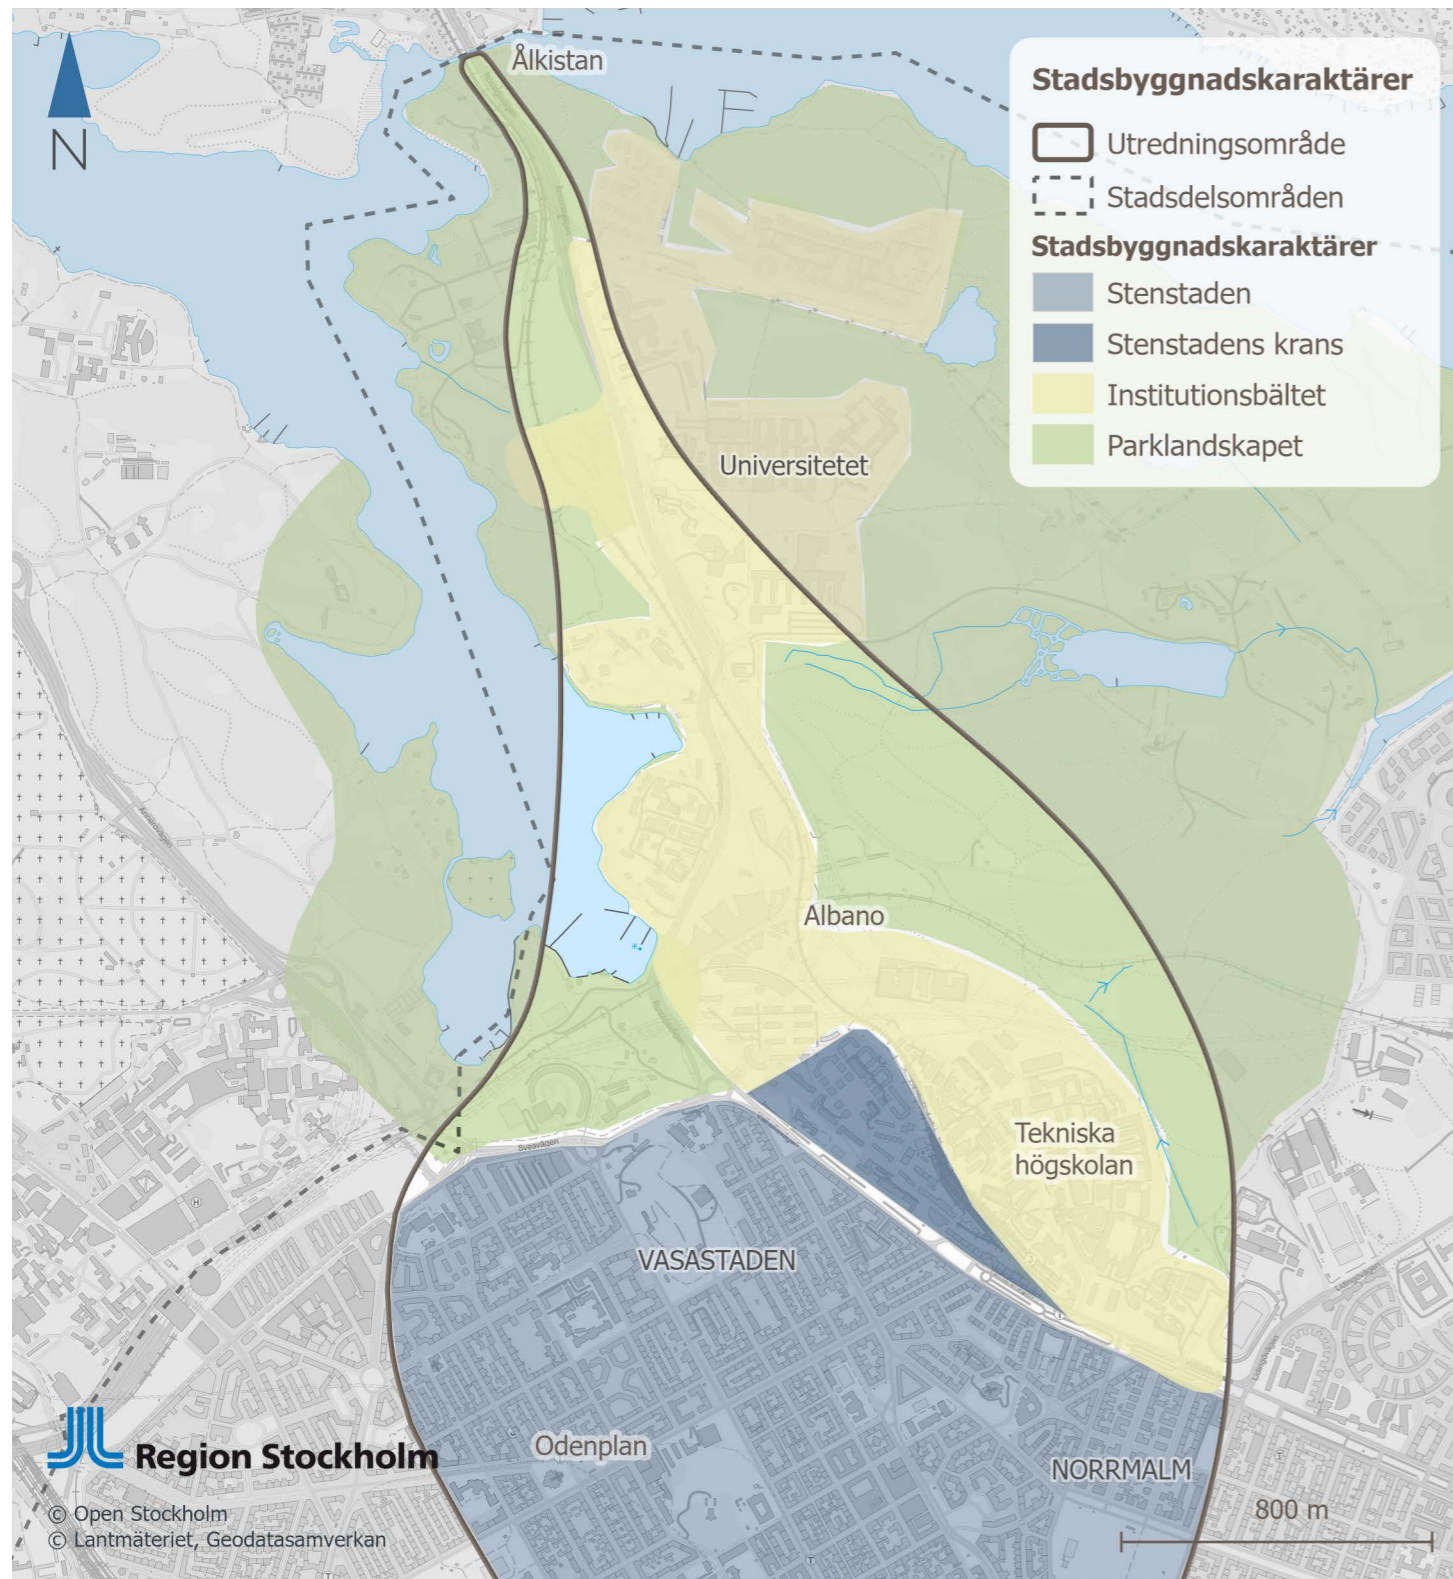 Ålkistan
N
Stadsbyggnadskaraktärer
Utredningsområde
Stadsdelsområden
Stadsbyggnadskaraktärer
Stenstaden
Stenstadens krans
Institutionsbältet
Parklandskapet
Universitetet
Albano
Tekniska
högskolan
Sveavägen
VASASTADEN
Odenplan
NORRMALM
Region Stockholm
© Open Stockholm
© Lantmäteriet, Geodatasamverkan
800 m